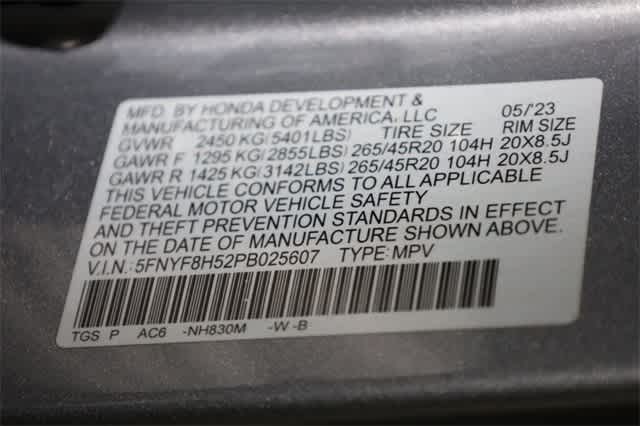 MFD. BY HONDA DEVELOPMENT &
MANUFACTURING OF AMERICA, LLC 05/'23
GVWR 2450 KG(5401LBS) TIRE SIZE RIM SIZE
GAWR F 1295 KG(2855LBS) 265/45R20 104H 20X8.5J
GAWR R 1425 KG(3142LBS) 265/45R20 104H 20X8.5J
THIS VEHICLE CONFORMS TO ALL APPLICABLE
FEDERAL MOTOR VEHICLE SAFETY
AND THEFT PREVENTION STANDARDS IN EFFECT
ON THE DATE OF MANUFACTURE SHOWN ABOVE.
V.I.N.: 5FNYF8H52PB025607 TYPE: MPV
TGS P AC6 -NH830M -W -B